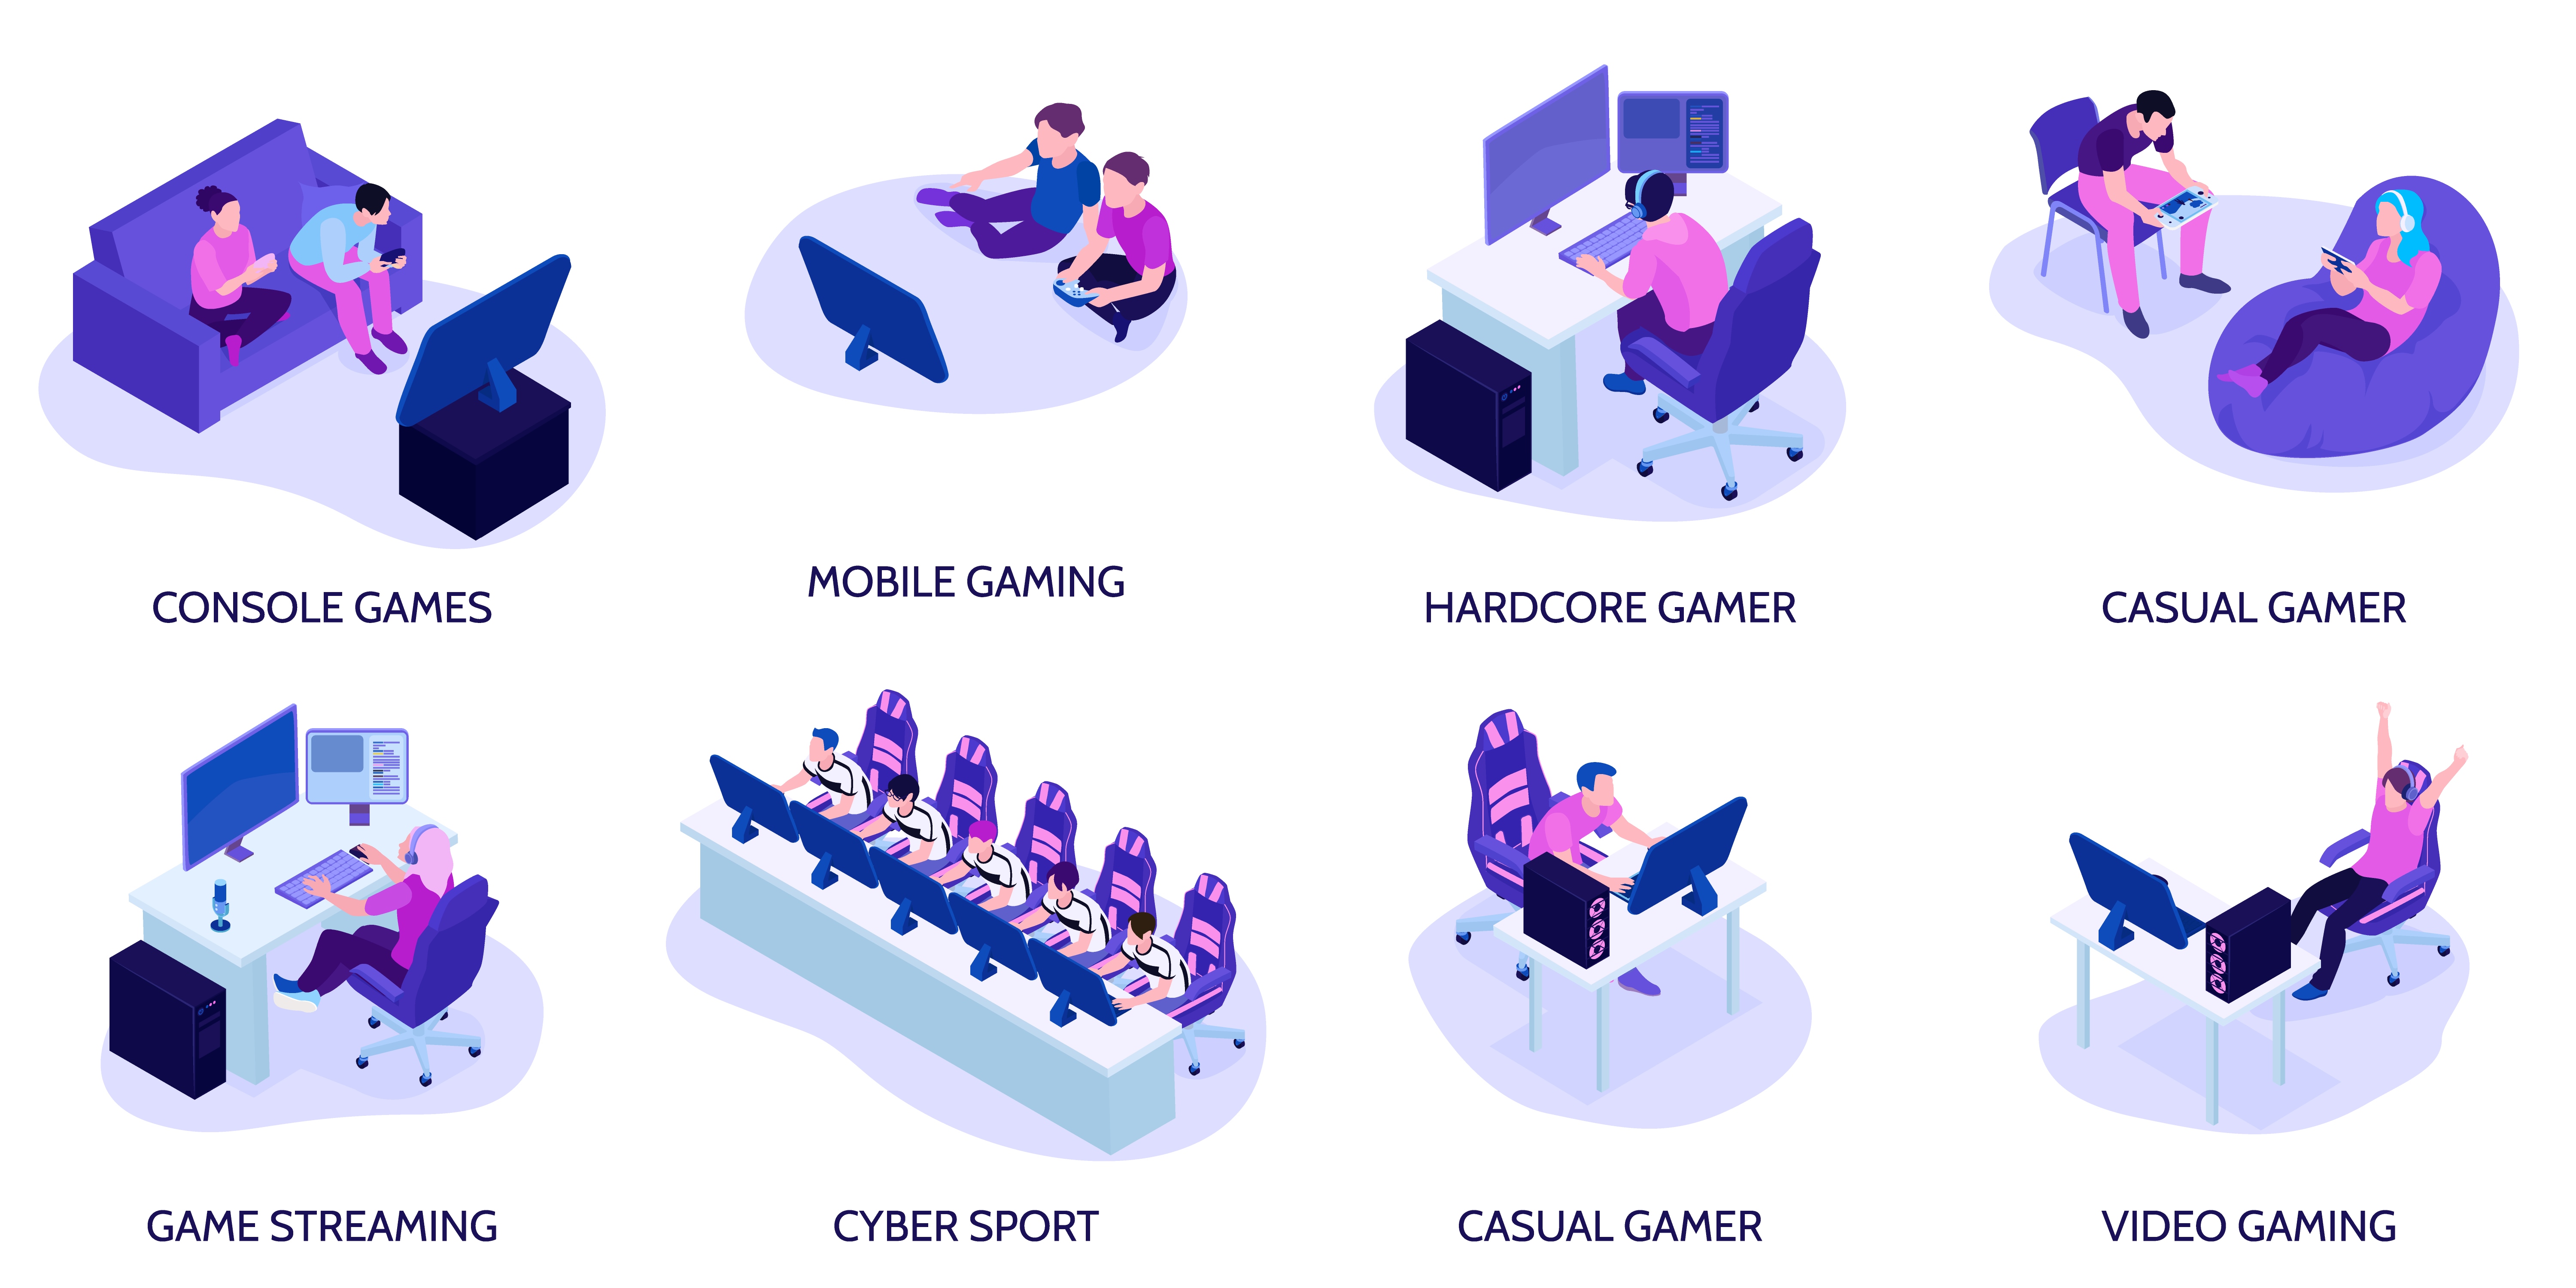 CONSOLE GAMES
MOBILE GAMING
HARDCORE GAMER
CASUAL GAMER
GAME STREAMING
CYBER SPORT
CASUAL GAMER
VIDEO GAMING